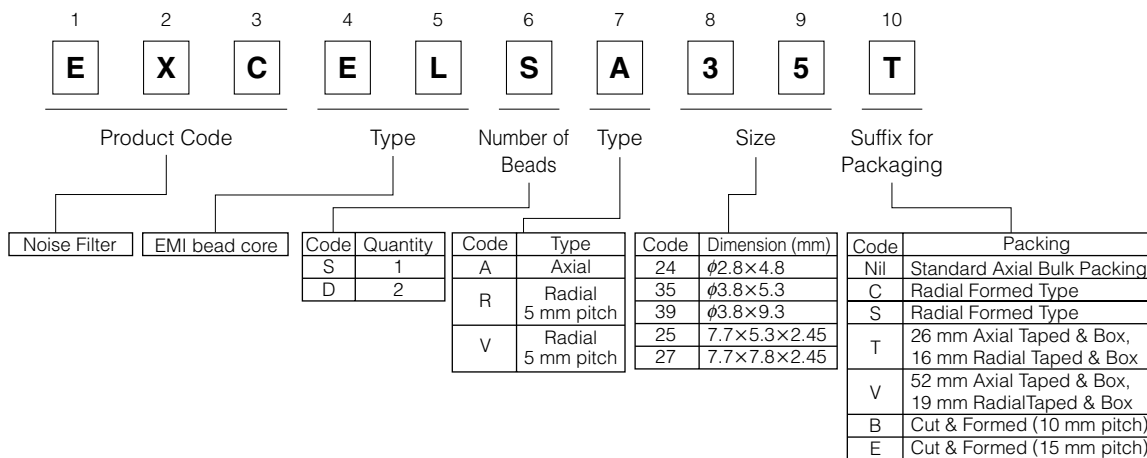 1 2 3 4 5 6 7 8 9 10
E X C E L S A 3 5 T
Product Code Type Number of Beads Type Size Suffix for Packaging
Noise Filter
EMI bead core
Code Quantity
S 1
D 2
Code Type
A Axial
R Radial
5 mm pitch
V Radial
5 mm pitch
Code Dimension (mm)
24 ϕ2.8×4.8
35 ϕ3.8×5.3
39 ϕ3.8×9.3
25 7.7×5.3×2.45
27 7.7×7.8×2.45
Code Packing
Nil Standard Axial Bulk Packing
C Radial Formed Type
S Radial Formed Type
T 26 mm Axial Taped & Box,
16 mm Radial Taped & Box
V 52 mm Axial Taped & Box,
19 mm RadialTaped & Box
B Cut & Formed (10 mm pitch)
E Cut & Formed (15 mm pitch)